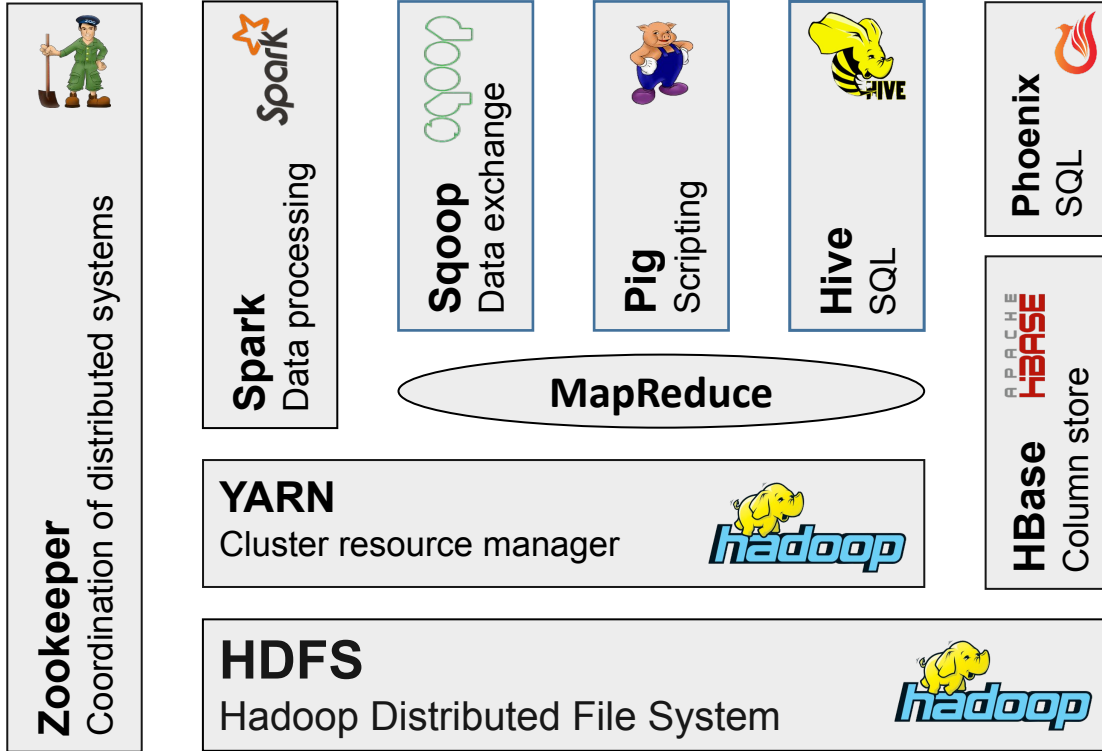 Zookeeper
Coordination of distributed systems
Spark
Data processing
Spark
Sqoop
Data exchange
sqoop
Pig
Scripting
Hive
SQL
HIVE
Phoenix
SQL
MapReduce
YARN
Cluster resource manager
hadoop
HBase
Column store
APACHE
HBASE
HDFS
Hadoop Distributed File System
hadoop